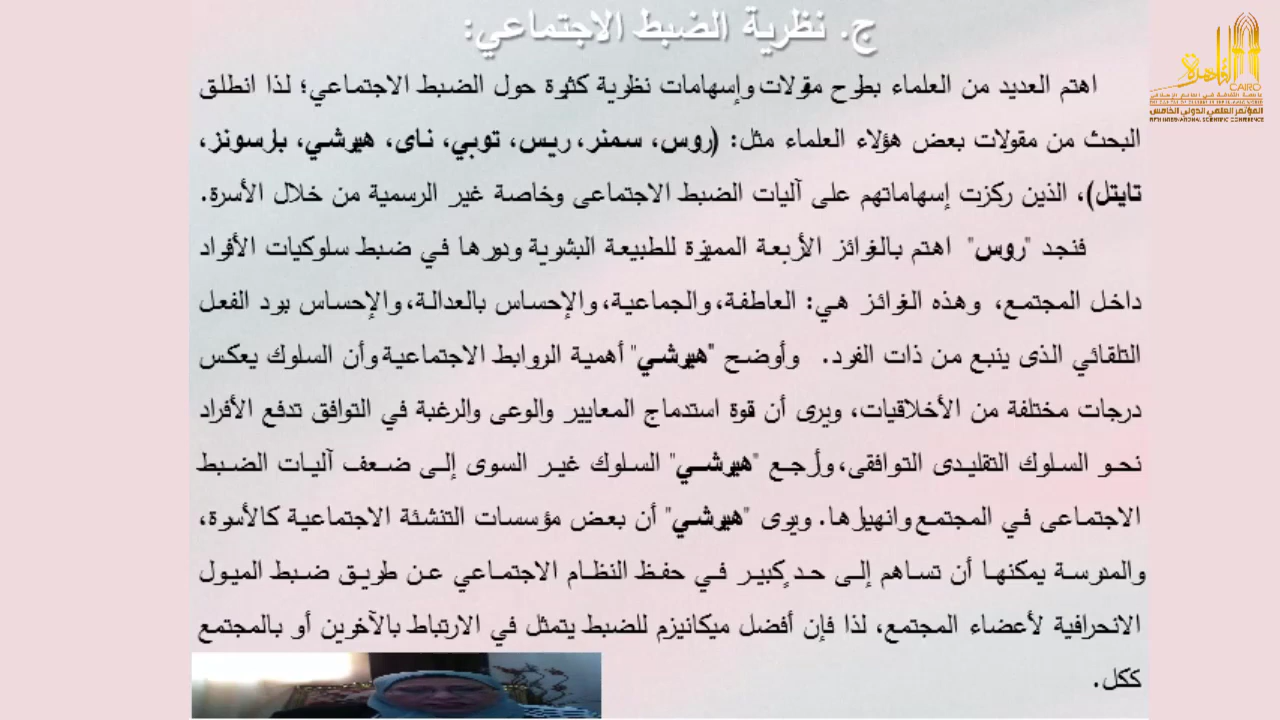 ج. نظرية الضبط الاجتماعي:
اهتم العديد من العلماء بطرح مقولات وإسهامات نظرية كثيرة حول الضبط الاجتماعي؛ لذا انطلق
البحث من مقولات بعض هؤلاء العلماء مثل: (روس، سمنر، ريس، توبي، ناى، هيرشي، بارسونز،
تايتل)، الذين ركزت إسهاماتهم على آليات الضبط الاجتماعى وخاصة غير الرسمية من خلال الأسرة.
فنجد "روس" اهتم بالغرائز الأربعة المميزة للطبيعة البشرية ودورها في ضبط سلوكيات الأفراد
داخل المجتمع، وهذه الغرائز هي: العاطفة، والجماعية، والإحساس بالعدالة، والإحساس برد الفعل
التلقائي الذى ينبع من ذات الفرد. وأوضح "هيرشي" أهمية الروابط الاجتماعية وأن السلوك يعكس
درجات مختلفة من الأخلاقيات، ويرى أن قوة استدماج المعايير والوعى والرغبة في التوافق تدفع الأفراد
نحو السلوك التقليدى التوافقى، وأرجع "هيرشي" السلوك غير السوى إلى ضعف آليات الضبط
الاجتماعى في المجتمع وانهيارها. ويرى "هيرشي" أن بعض مؤسسات التنشئة الاجتماعية كالأسرة،
والمدرسة يمكنها أن تساهم إلى حدٍ كبير في حفظ النظام الاجتماعي عن طريق ضبط الميول
الانحرافية لأعضاء المجتمع، لذا فإن أفضل ميكانيزم للضبط يتمثل في الارتباط بالآخرين أو بالمجتمع
ككل.
القاهرة
CAIRO
المؤتمر العلمي الدولي الخامس
FIFTH INTERNATIONAL SCIENTIFIC CONFERENCE